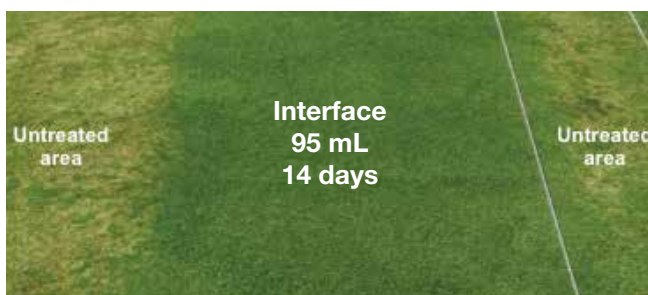 Untreated
area
Interface
95 mL
14 days
Untreated
area